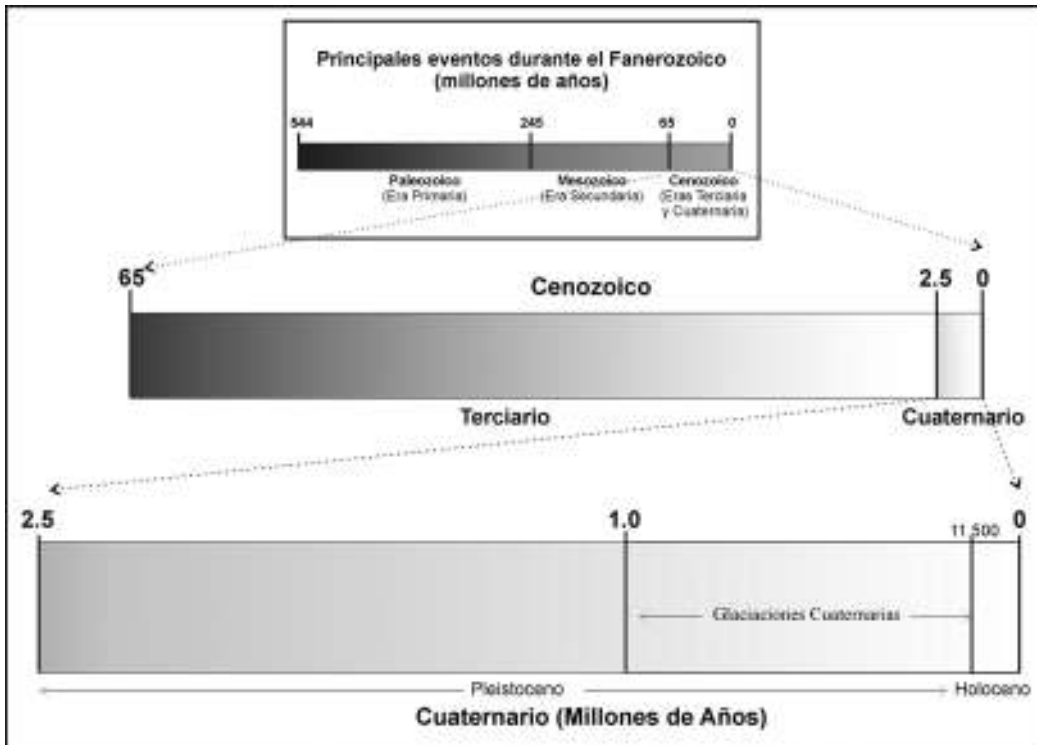 Principales eventos durante el Fanerozoico
(millones de años)
544 245 65 0
Paleozoico Mesozoico Cenozoico
(Era Primaria) (Era Secundaria) (Eras Terciaria
y Cuaternaria)
65 Cenozoico 2.5 0
Terciario Cuaternario
2.5 1.0 0
11,500
Glaciaciones Cuaternarias
Pleistoceno Holoceno
Cuaternario (Millones de Años)